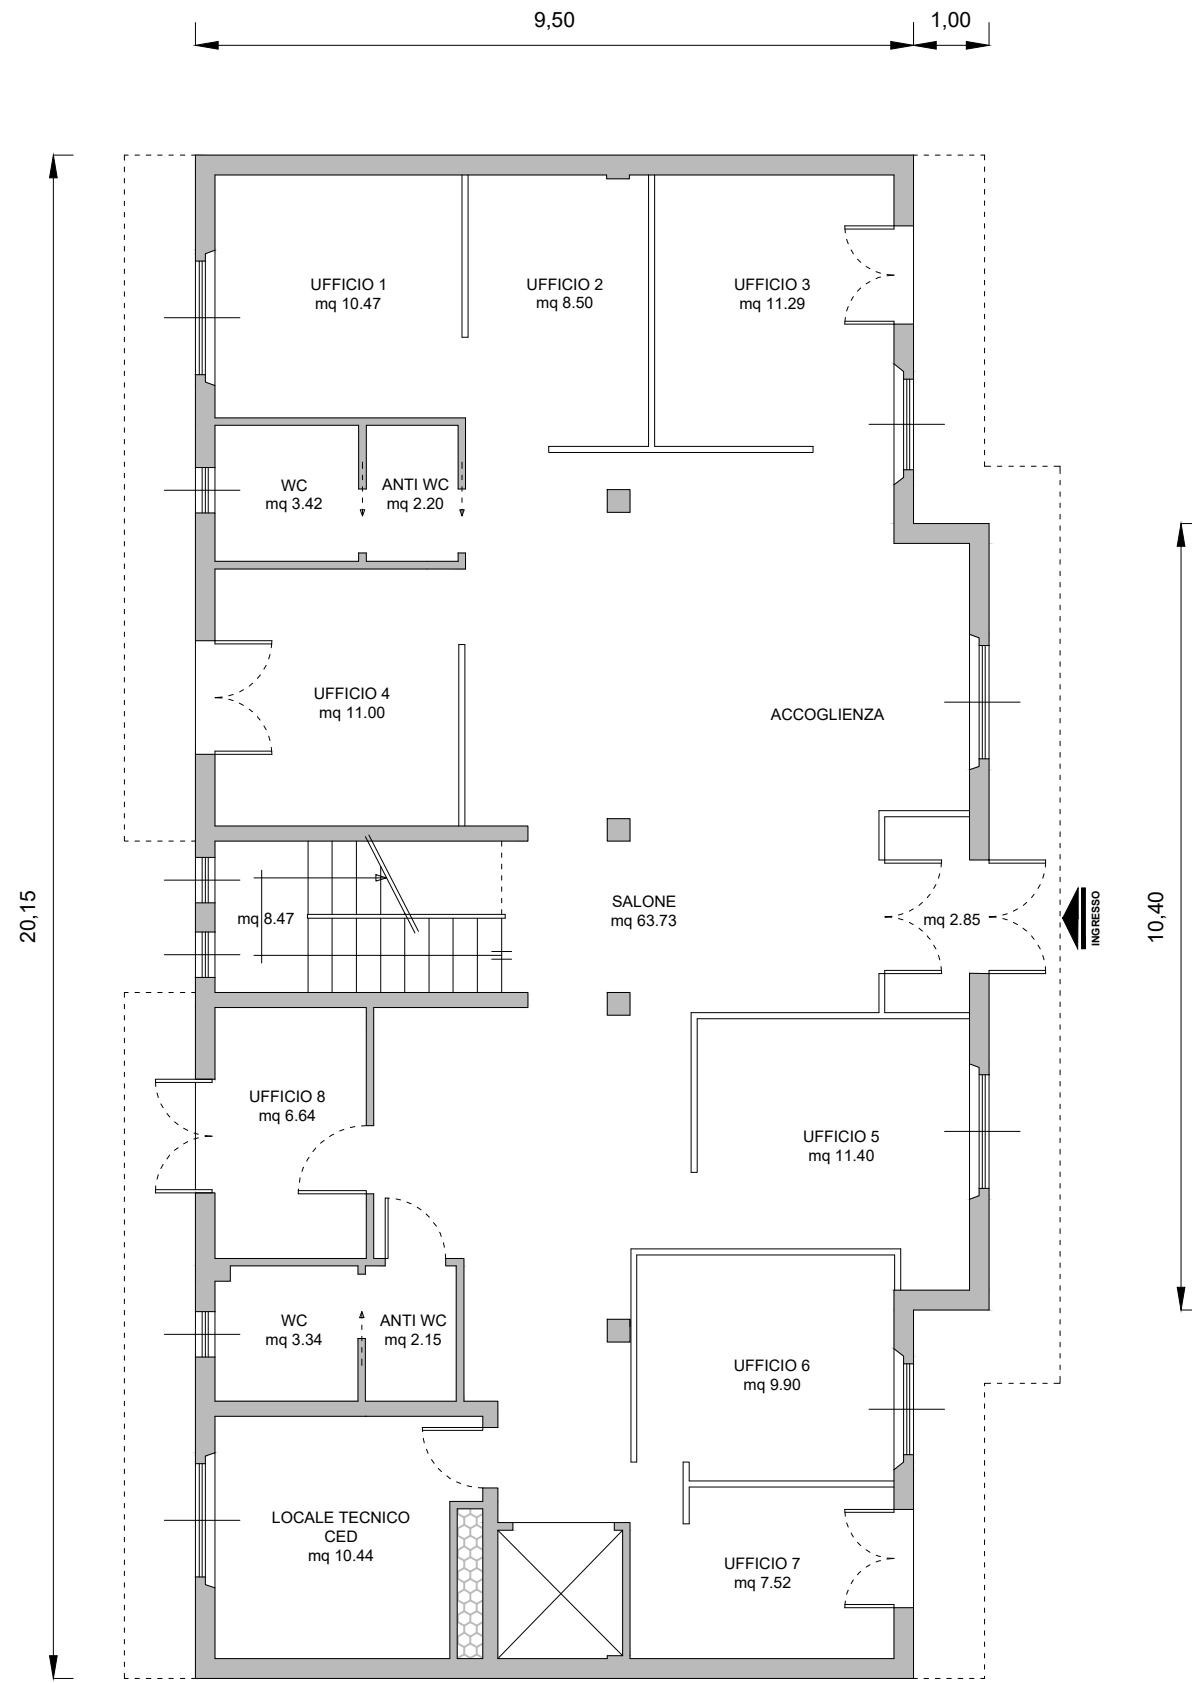 9,50
1,00
UFFICIO 1
mq 10.47
UFFICIO 2
mq 8.50
UFFICIO 3
mq 11.29
WC
mq 3.42
ANTI WC
mq 2.20
UFFICIO 4
mq 11.00
ACCOGLIENZA
20,15
mq 8.47
SALONE
mq 63.73
mq 2.85
INGRESSO
10,40
UFFICIO 8
mq 6.64
UFFICIO 5
mq 11.40
WC
mq 3.34
ANTI WC
mq 2.15
UFFICIO 6
mq 9.90
LOCALE TECNICO
CED
mq 10.44
UFFICIO 7
mq 7.52